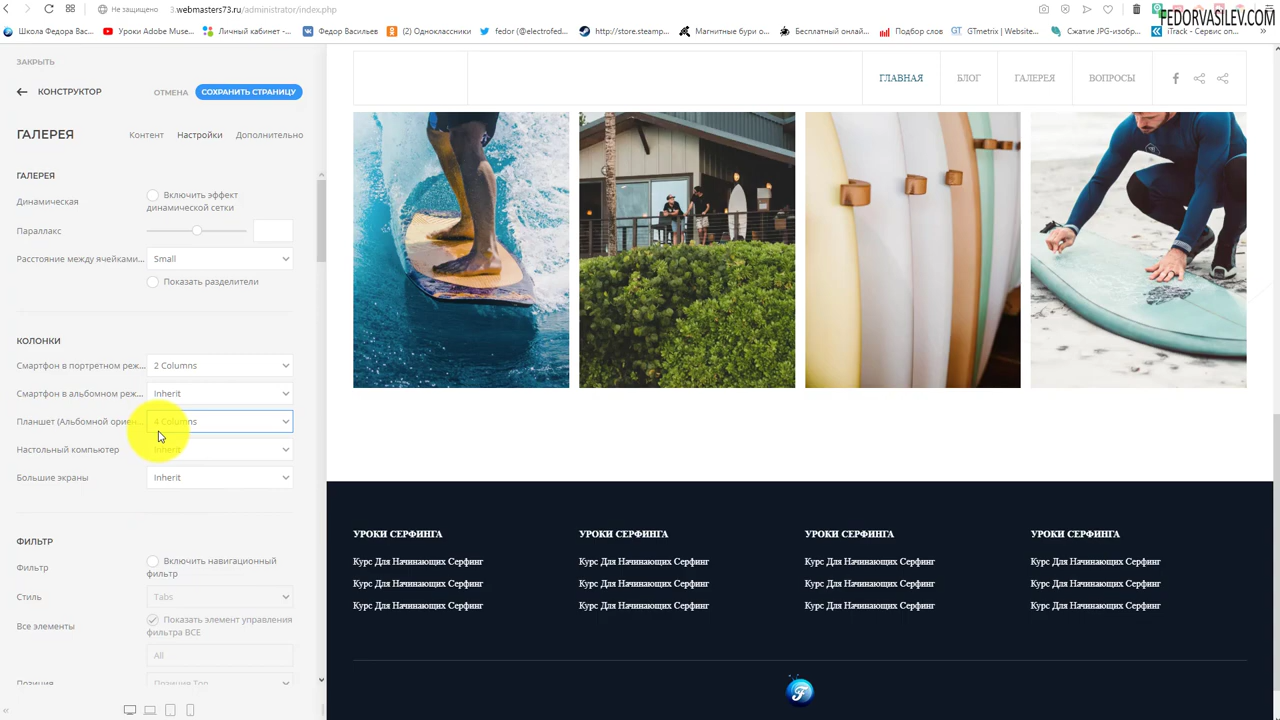 Не защищено
3.webmasters73.ru/administrator/index.php
FEDORVASILEV.COM
Школа Федора Вас...
Уроки Adobe Muse...
Личный кабинет -...
Федор Васильев
(2) Одноклассники
fedor (@electrofed...
http://store.steamp...
Магнитные бури о...
Бесплатный онлай...
Подбор слов
GTmetrix | Website...
Сжатие JPG-изобр...
iTrack - Сервис оп...
ЗАКРЫТЬ
КОНСТРУКТОР
ОТМЕНА
СОХРАНИТЬ СТРАНИЦУ
ГАЛЕРЕЯ
Контент
Настройки
Дополнительно
ГАЛЕРЕЯ
Динамическая
Включить эффект
динамической сетки
Параллакс
Расстояние между ячейками...
Small
Показать разделители
КОЛОНКИ
Смартфон в портретном реж...
2 Columns
Смартфон в альбомном реж...
Inherit
Планшет (Альбомной ориен...
4 Columns
Настольный компьютер
Inherit
Большие экраны
Inherit
ФИЛЬТР
Фильтр
Включить навигационный
фильтр
Стиль
Tabs
Все элементы
Показать элемент управления
фильтра ВСЕ
All
Позиция
Позиция Top
ГЛАВНАЯ
БЛОГ
ГАЛЕРЕЯ
ВОПРОСЫ
УРОКИ СЕРФИНГА
Курс Для Начинающих Серфинг
Курс Для Начинающих Серфинг
Курс Для Начинающих Серфинг
УРОКИ СЕРФИНГА
Курс Для Начинающих Серфинг
Курс Для Начинающих Серфинг
Курс Для Начинающих Серфинг
УРОКИ СЕРФИНГА
Курс Для Начинающих Серфинг
Курс Для Начинающих Серфинг
Курс Для Начинающих Серфинг
УРОКИ СЕРФИНГА
Курс Для Начинающих Серфинг
Курс Для Начинающих Серфинг
Курс Для Начинающих Серфинг